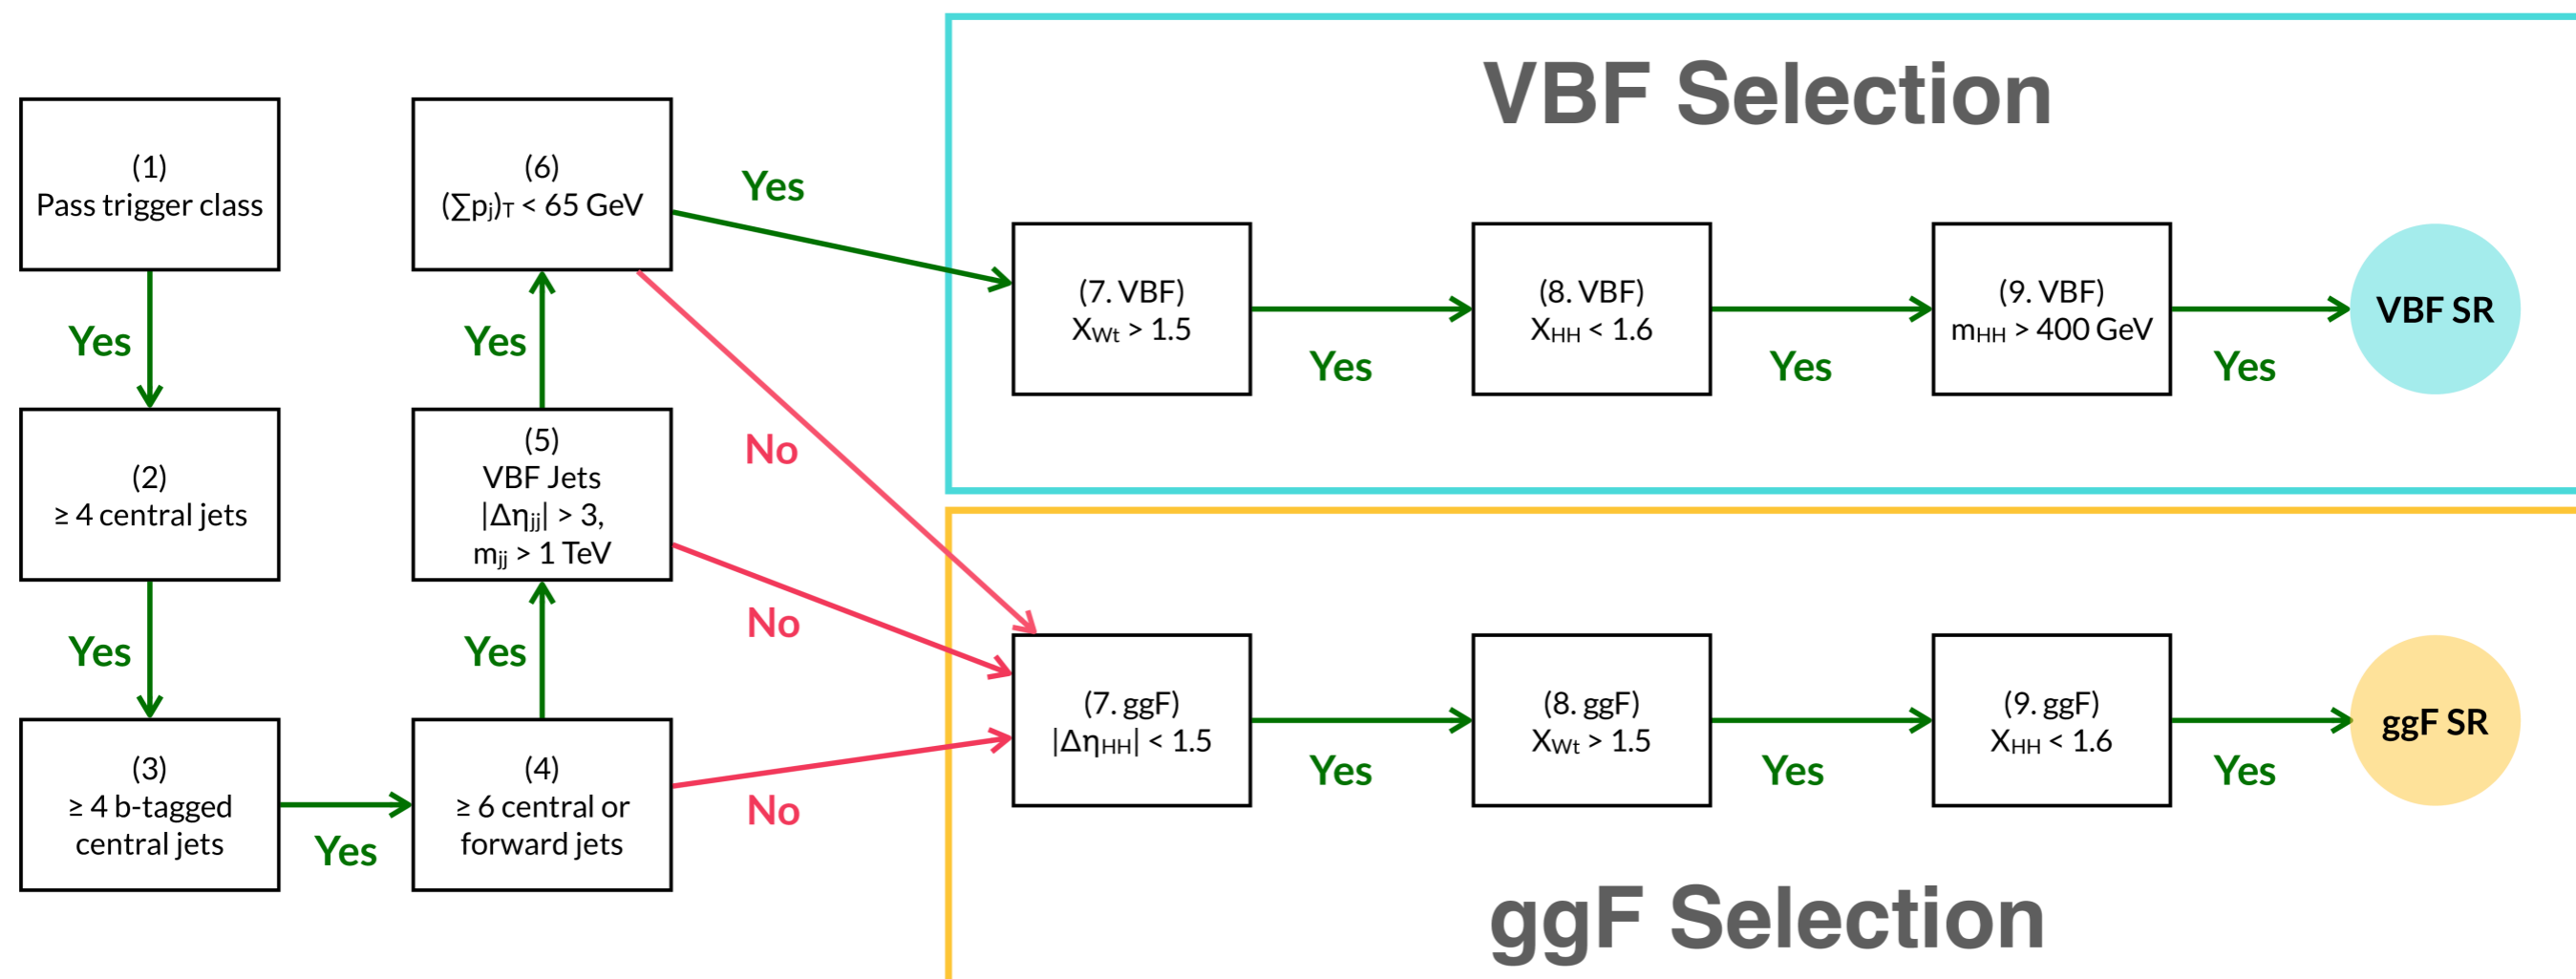 VBF Selection
(1)
Pass trigger class
Yes
(2)
≥ 4 central jets
Yes
(3)
≥ 4 b-tagged
central jets
Yes
(4)
≥ 6 central or
forward jets
Yes
No
(5)
VBF Jets
|Δηjj| > 3,
mjj > 1 TeV
Yes
No
(6)
(∑pj)T < 65 GeV
Yes
No
(7. VBF)
XWt > 1.5
Yes
(8. VBF)
XHH < 1.6
Yes
(9. VBF)
mHH > 400 GeV
Yes
VBF SR
(7. ggF)
|ΔηHH| < 1.5
Yes
(8. ggF)
XWt > 1.5
Yes
(9. ggF)
XHH < 1.6
Yes
ggF SR
ggF Selection